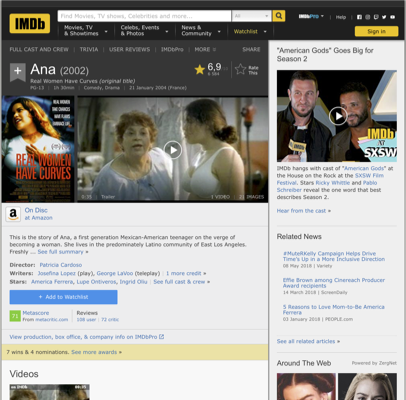 IMDb
Find Movies, TV shows, Celebrities and more...
All
IMDbPro
Help
Movies, TV & Showtimes
Celebs, Events & Photos
News & Community
Watchlist
Sign in
FULL CAST AND CREW
TRIVIA
USER REVIEWS
IMDbPro
MORE
SHARE
Ana (2002)
Real Women Have Curves (original title)
PG-13 | 1h 30min | Comedy, Drama | 21 January 2004 (France)
6,9
Rate This
REAL WOMEN HAVE CURVES
Trailer
1 VIDEO
21 IMAGES
a
On Disc
at Amazon
This is the story of Ana, a first generation Mexican-American teenager on the verge of
becoming a woman. She lives in the predominately Latino community of East Los Angeles.
Freshly ... See full summary »
Director: Patricia Cardoso
Writers: Josefina Lopez (play), George LaVoo (teleplay) | 1 more credit »
Stars: America Ferrera, Lupe Ontiveros, Ingrid Oliu | See full cast & crew »
+ Add to Watchlist
71
Metascore
From metacritic.com
Reviews
108 user | 72 critic
View production, box office, & company info on IMDbPro
7 wins & 4 nominations. See more awards »
Videos
"American Gods" Goes Big for
Season 2
IMDb
AT
SXSW
IMDb hangs with cast of "American Gods"
at the House on the Rock at the SXSW Film
Festival. Stars Ricky Whittle and Pablo
Schreiber reveal the word that best
describes Season 2.
Hear from the cast »
Related News
#MuteRKelly Campaign Helps Drive
Time's Up in a More Inclusive Direction
08 May 2018 | Variety
Effie Brown among Cinereach Producer
Award recipients
14 March 2018 | ScreenDaily
5 Reasons to Love Mom-to-Be America
Ferrera
03 January 2018 | PEOPLE.com
See all related articles »
Around The Web
Powered by ZergNet